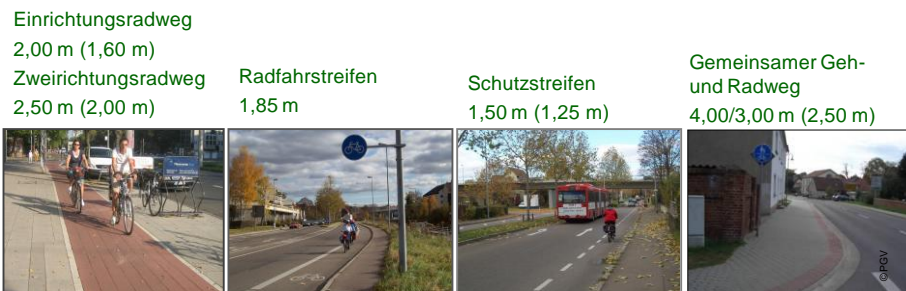 Einrichtungsradweg
2,00 m (1,60 m)
Zweirichtungsradweg
2,50 m (2,00 m)
Radfahrstreifen
1,85 m
Schutzstreifen
1,50 m (1,25 m)
Gemeinsamer Geh-
und Radweg
4,00/3,00 m (2,50 m)
©PGV